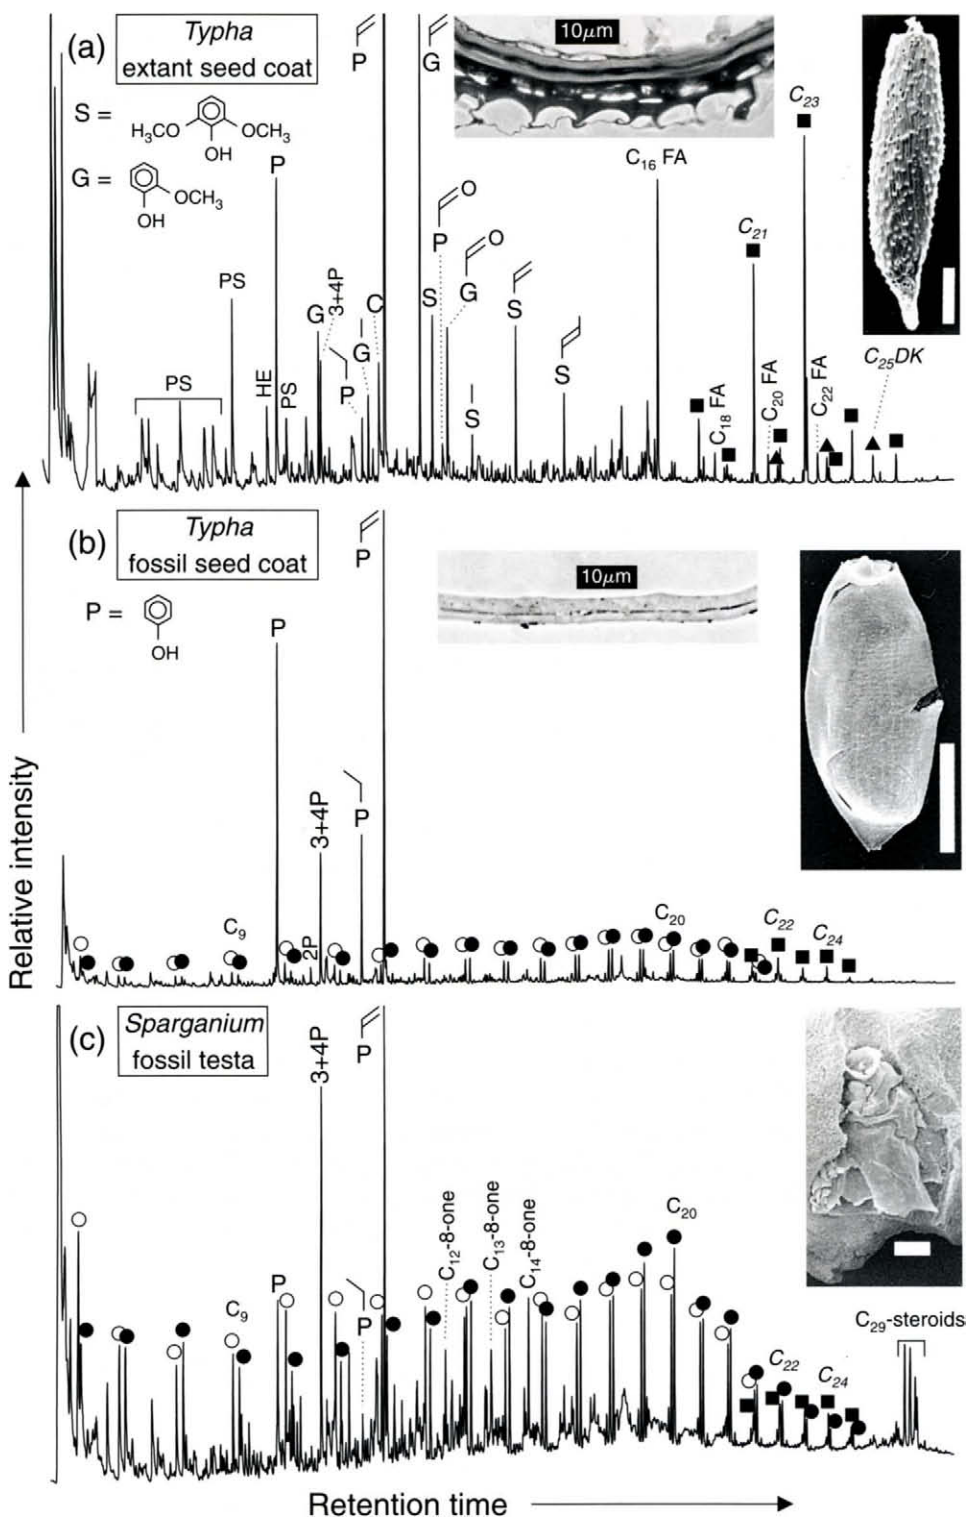 (a)
Typha
extant seed coat
S =
H₃CO
OCH₃
OH
G =
OCH₃
OH
P
G
10μm
C₂₃
P
C₁₆ FA
O
P
O
G
C₂₁
PS
PS
HE
PS
G
3+4P
P
G
C
S
S
S
S
C₁₈ FA
C₂₀ FA
C₂₂ FA
C₂₅DK
(b)
Typha
fossil seed coat
P =
OH
P
10μm
P
3+4P
P
C₉
2P
C₂₀
C₂₂
C₂₄
Relative intensity
(c)
Sparganium
fossil testa
3+4P
P
C₉
P
P
C₁₂-8-one
C₁₃-8-one
C₁₄-8-one
C₂₀
C₂₂
C₂₄
C₂₉-steroids
Retention time